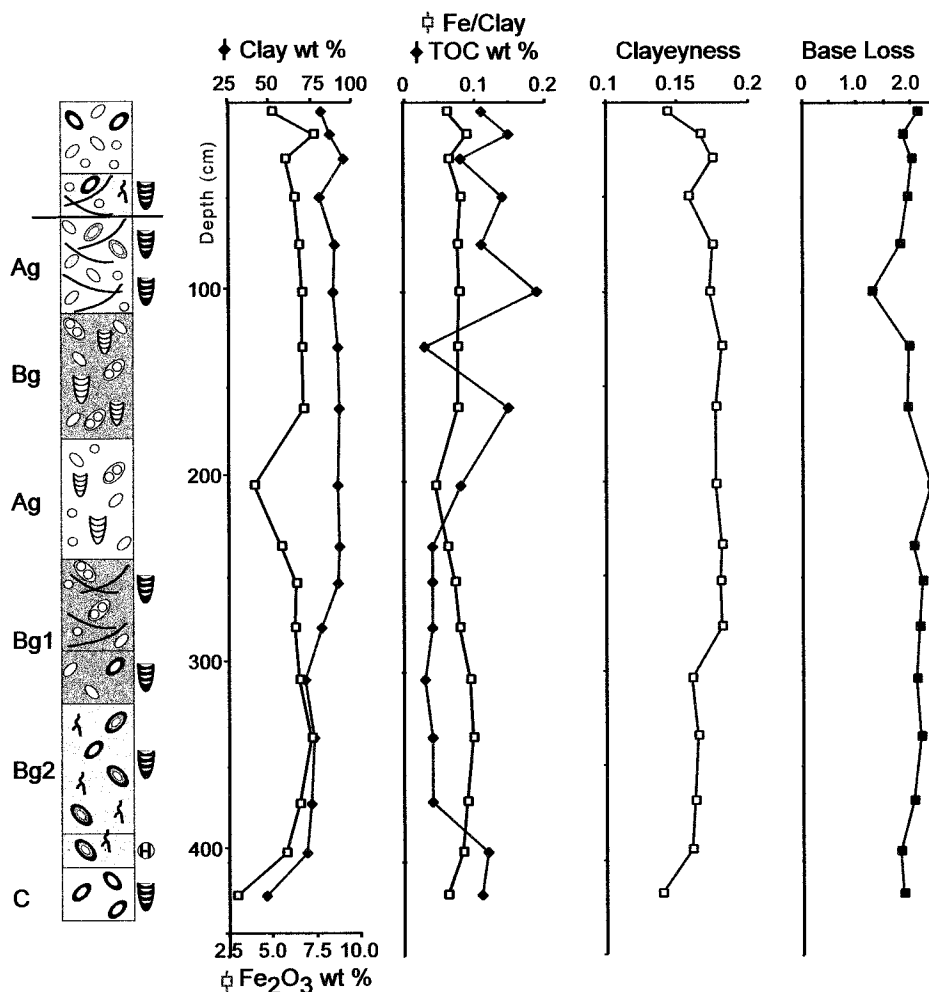 Fe/Clay
Clay wt % TOC wt % Clayeyness Base Loss
25 50 75 100 0 0.1 0.2 0.1 0.15 0.2 0 1.0 2.0
Depth (cm)
Ag
100
Bg
Ag
200
Bg1
300
Bg2
400
H
C
2.5 5.0 7.5 10.0
Fe2O3 wt %